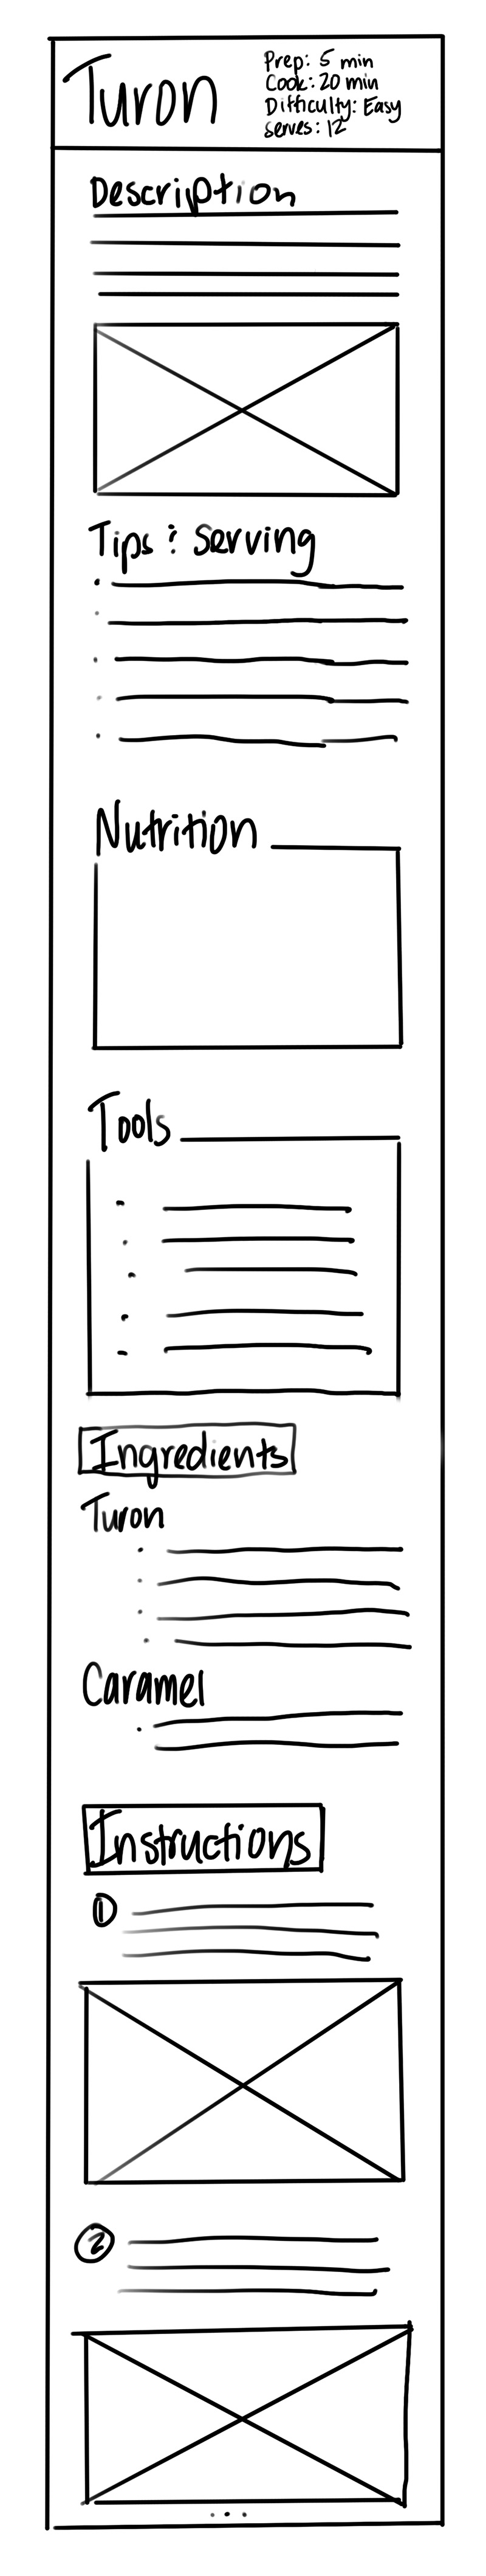 Turon
Prep: 5 min
Cook: 20 min
Difficulty: Easy
serves: 12
Description
Tips : Serving
Nutrition
Tools
Ingredients
Turon
Caramel
Instructions
1
2
...